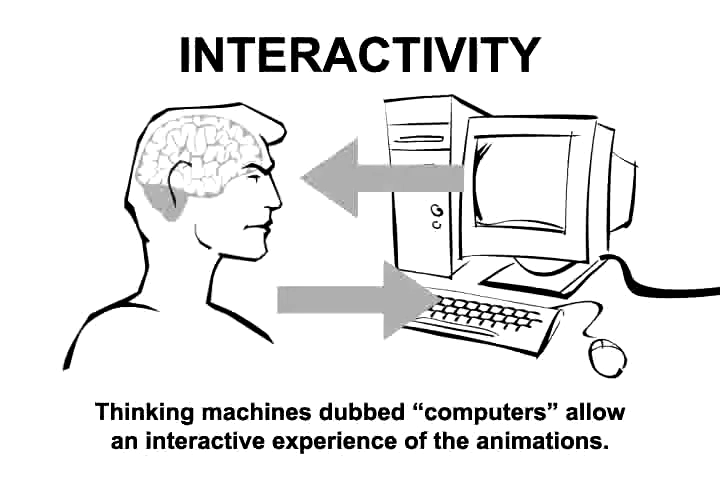 INTERACTIVITY
Thinking machines dubbed “computers” allow
an interactive experience of the animations.